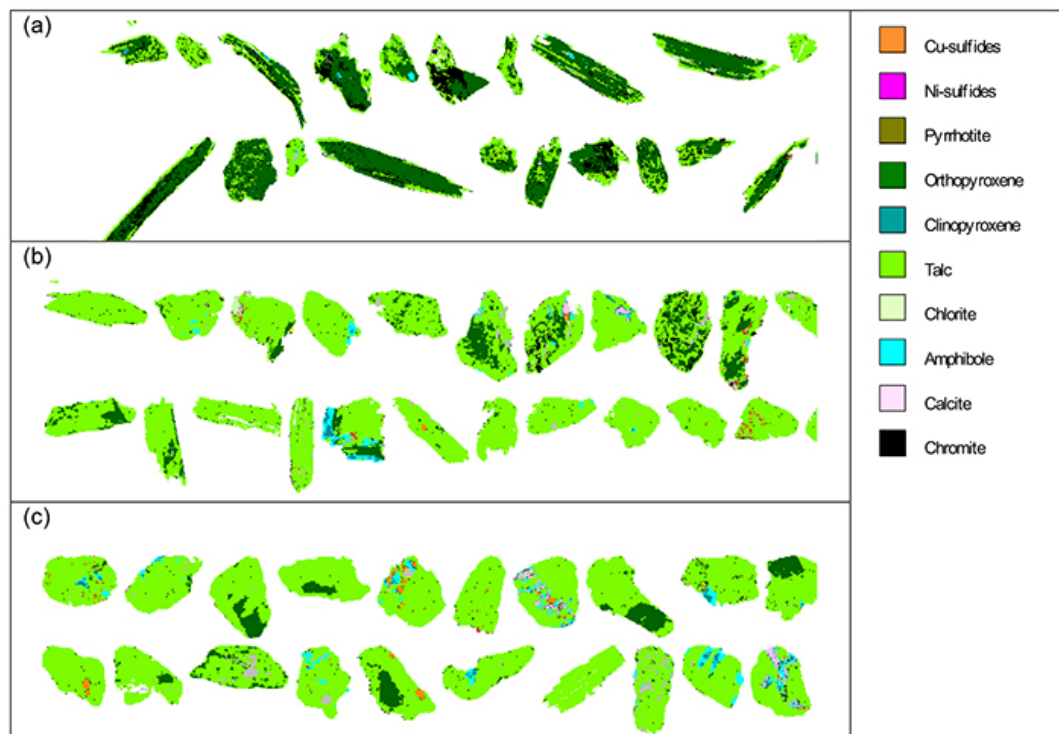 (a)
(b)
(c)
Cu-sulfides
Ni-sulfides
Pyrrhotite
Orthopyroxene
Clinopyroxene
Talc
Chlorite
Amphibole
Calcite
Chromite